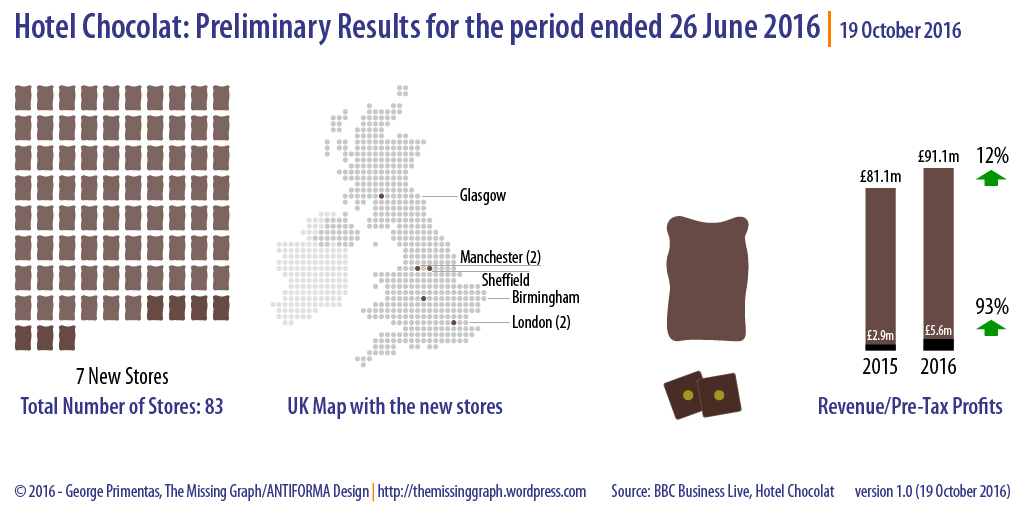 Hotel Chocolat: Preliminary Results for the period ended 26 June 2016 | 19 October 2016
Glasgow
Manchester (2)
Sheffield
Birmingham
London (2)
£81.1m
£91.1m
12%
93%
£2.9m
£5.6m
2015
2016
7 New Stores
Total Number of Stores: 83
UK Map with the new stores
Revenue/Pre-Tax Profits
© 2016 - George Primentas, The Missing Graph/ANTIFORMA Design | http://themissinggraph.wordpress.com
Source: BBC Business Live, Hotel Chocolat
version 1.0 (19 October 2016)